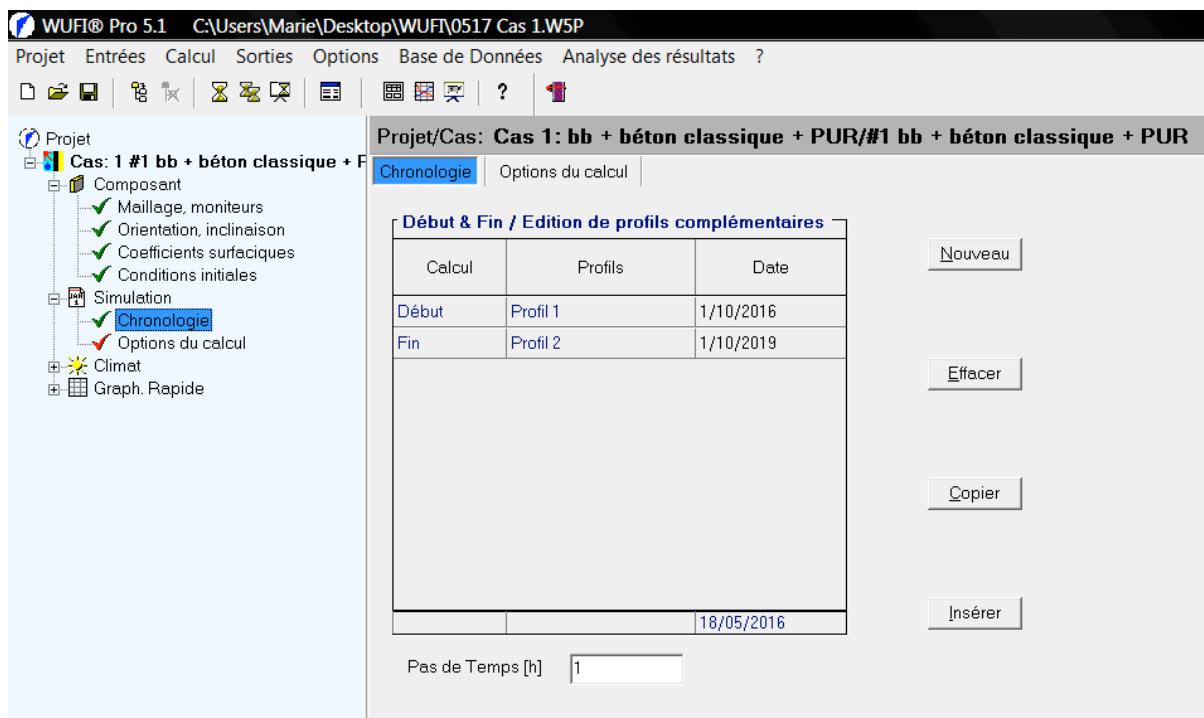 WUFI® Pro 5.1 C:\Users\Marie\Desktop\WUFI\0517 Cas 1.W5P
Projet Entrées Calcul Sorties Options Base de Données Analyse des résultats ?
?
Projet
Cas: 1 #1 bb + béton classique + P
Composant
Maillage, moniteurs
Orientation, inclinaison
Coefficients surfaciques
Conditions initiales
Simulation
Chronologie
Options du calcul
Climat
Graph. Rapide
Projet/Cas: Cas 1: bb + béton classique + PUR/#1 bb + béton classique + PUR
Chronologie Options du calcul
Début & Fin / Edition de profils complémentaires
Calcul Profils Date
Début Profil 1 1/10/2016
Fin Profil 2 1/10/2019
18/05/2016
Pas de Temps [h] 1
Nouveau
Effacer
Copier
Insérer